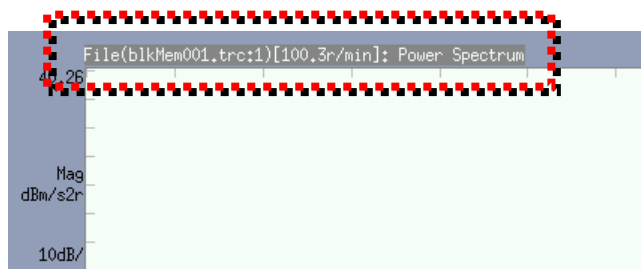 File(blkMem001.trc:1)[100.3r/min]: Power Spectrum
40.26
Mag
dBm/s2r
10dB/